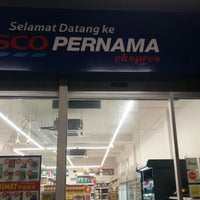 Selamat Datang ke
SCO PERNAMA
ekspres